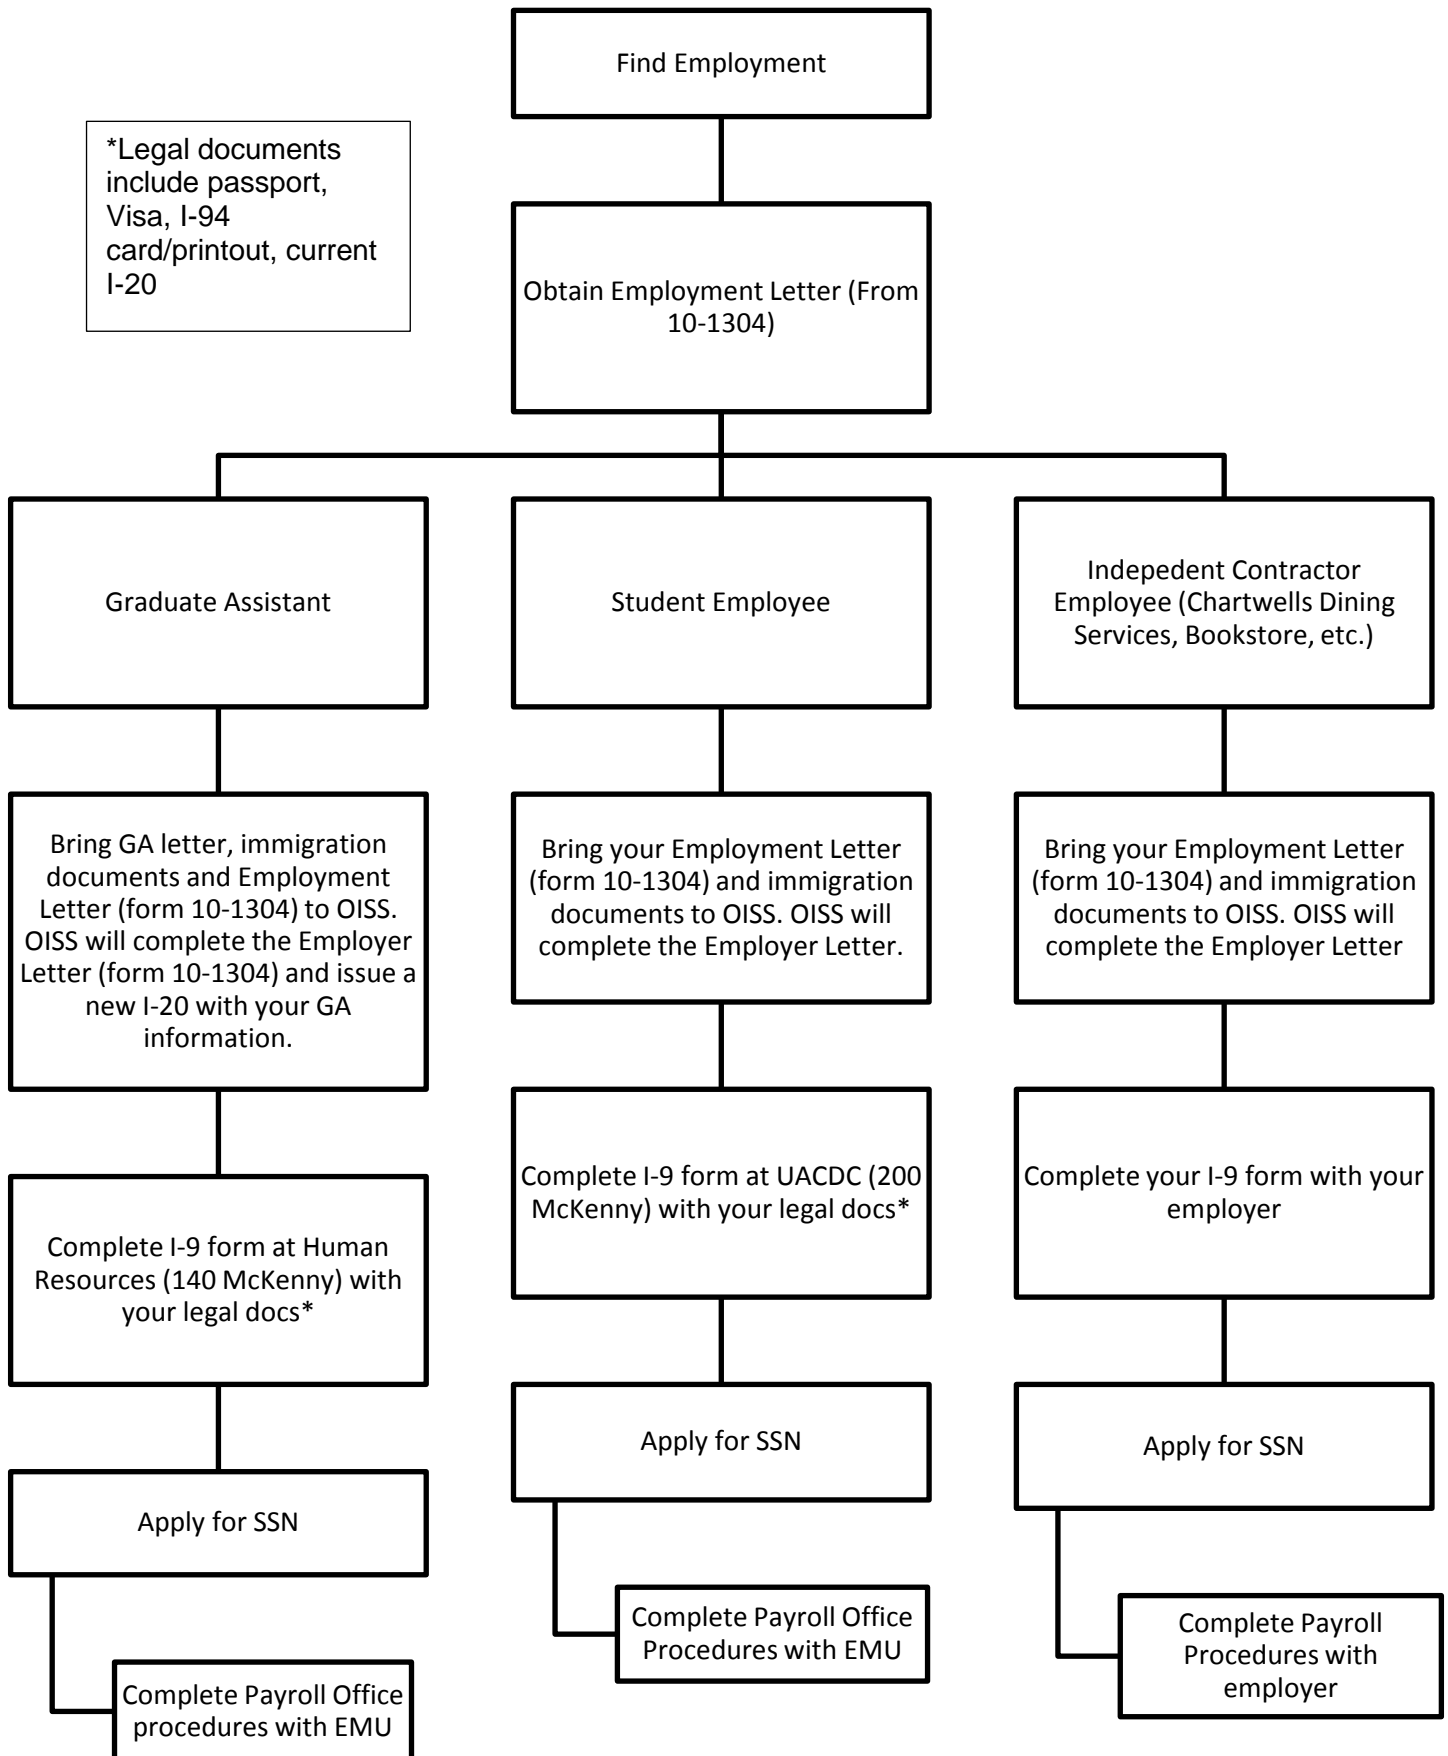 Find Employment
*Legal documents
include passport,
Visa, I-94
card/printout, current
I-20
Obtain Employment Letter (From
10-1304)
Graduate Assistant
Student Employee
Indepedent Contractor
Employee (Chartwells Dining
Services, Bookstore, etc.)
Bring GA letter, immigration
documents and Employment
Letter (form 10-1304) to OISS.
OISS will complete the Employer
Letter (form 10-1304) and issue a
new I-20 with your GA
information.
Bring your Employment Letter
(form 10-1304) and immigration
documents to OISS. OISS will
complete the Employer Letter.
Bring your Employment Letter
(form 10-1304) and immigration
documents to OISS. OISS will
complete the Employer Letter
Complete I-9 form at Human
Resources (140 McKenny) with
your legal docs*
Complete I-9 form at UACDC (200
McKenny) with your legal docs*
Complete your I-9 form with your
employer
Apply for SSN
Apply for SSN
Apply for SSN
Complete Payroll Office
procedures with EMU
Complete Payroll Office
Procedures with EMU
Complete Payroll
Procedures with
employer